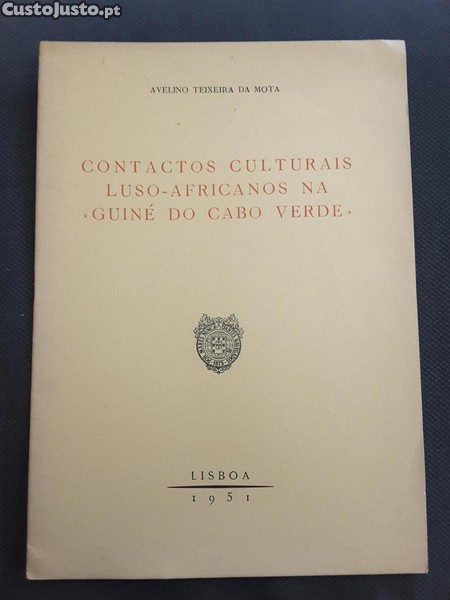 CustoJusto.pt
AVELINO TEIXEIRA DA MOTA
CONTACTOS CULTURAIS
LUSO-AFRICANOS NA
«GUINÉ DO CABO VERDE»
LISBOA
1951